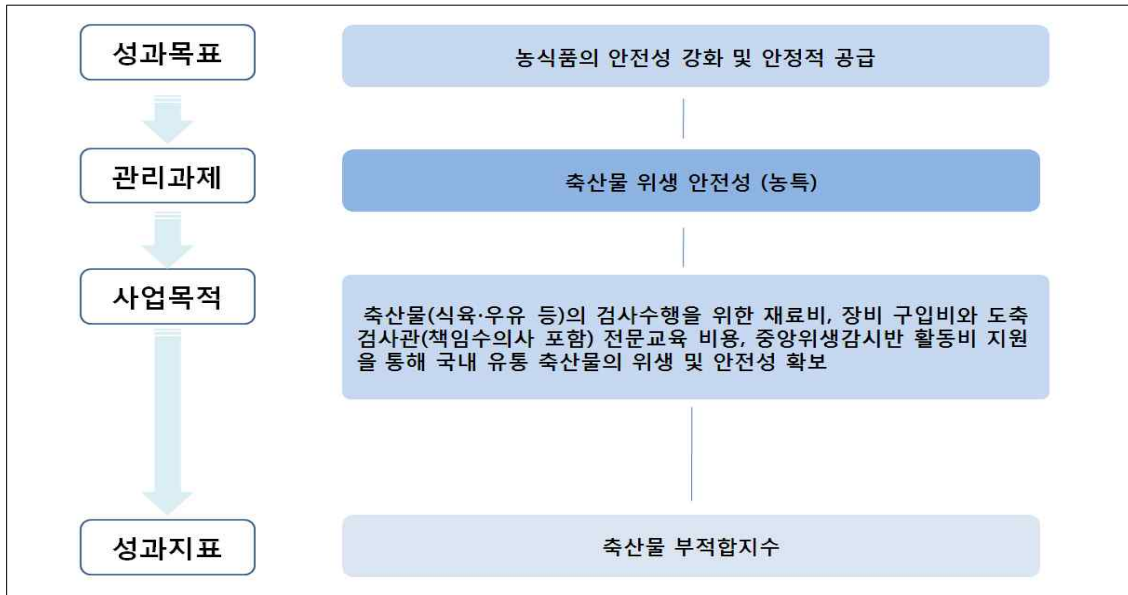 성과목표
농식품의 안전성 강화 및 안정적 공급
관리과제
축산물 위생 안전성 (농특)
사업목적
축산물(식육·우유 등)의 검사수행을 위한 재료비, 장비 구입비와 도축
검사관(책임수의사 포함) 전문교육 비용, 중앙위생감시반 활동비 지원
을 통해 국내 유통 축산물의 위생 및 안전성 확보
성과지표
축산물 부적합지수